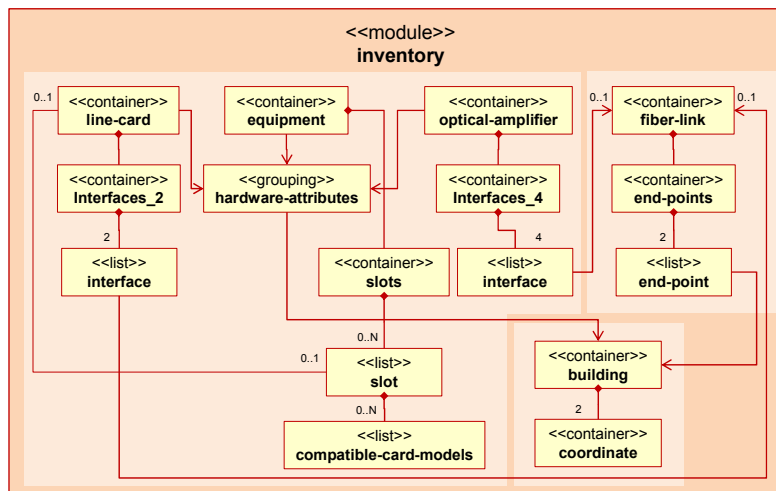 <<module>>
inventory
0..1
<<container>>
line-card
<<container>>
equipment
<<container>>
optical-amplifier
0..1
<<container>>
fiber-link
0..1
<<container>>
Interfaces_2
<<grouping>>
hardware-attributes
<<container>>
Interfaces_4
<<container>>
end-points
2
4
2
<<list>>
interface
<<container>>
slots
<<list>>
interface
<<list>>
end-point
0..N
0..1
<<list>>
slot
<<container>>
building
0..N
2
<<list>>
compatible-card-models
<<container>>
coordinate